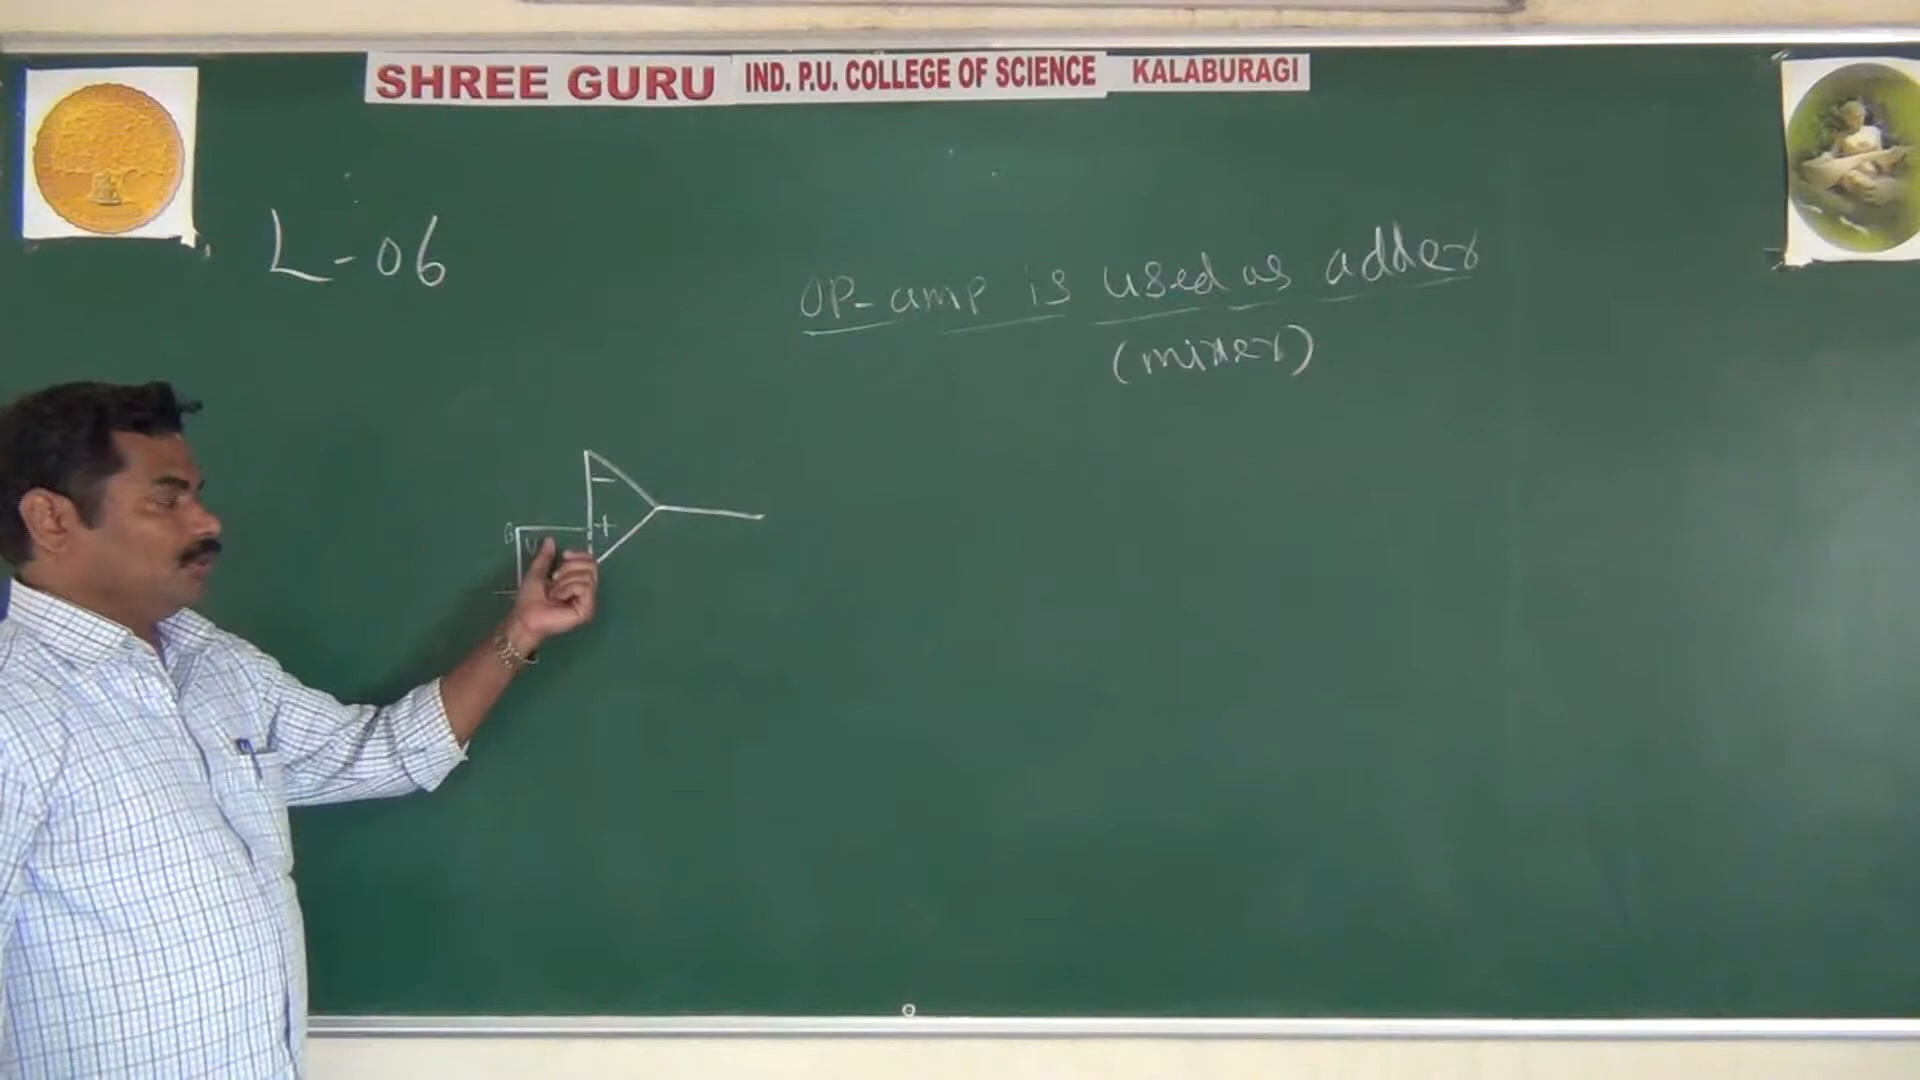 SHREE GURU IND. P.U. COLLEGE OF SCIENCE KALABURAGI
L-06
OP-amp is used as adder
(mixer)
-
+
B
V